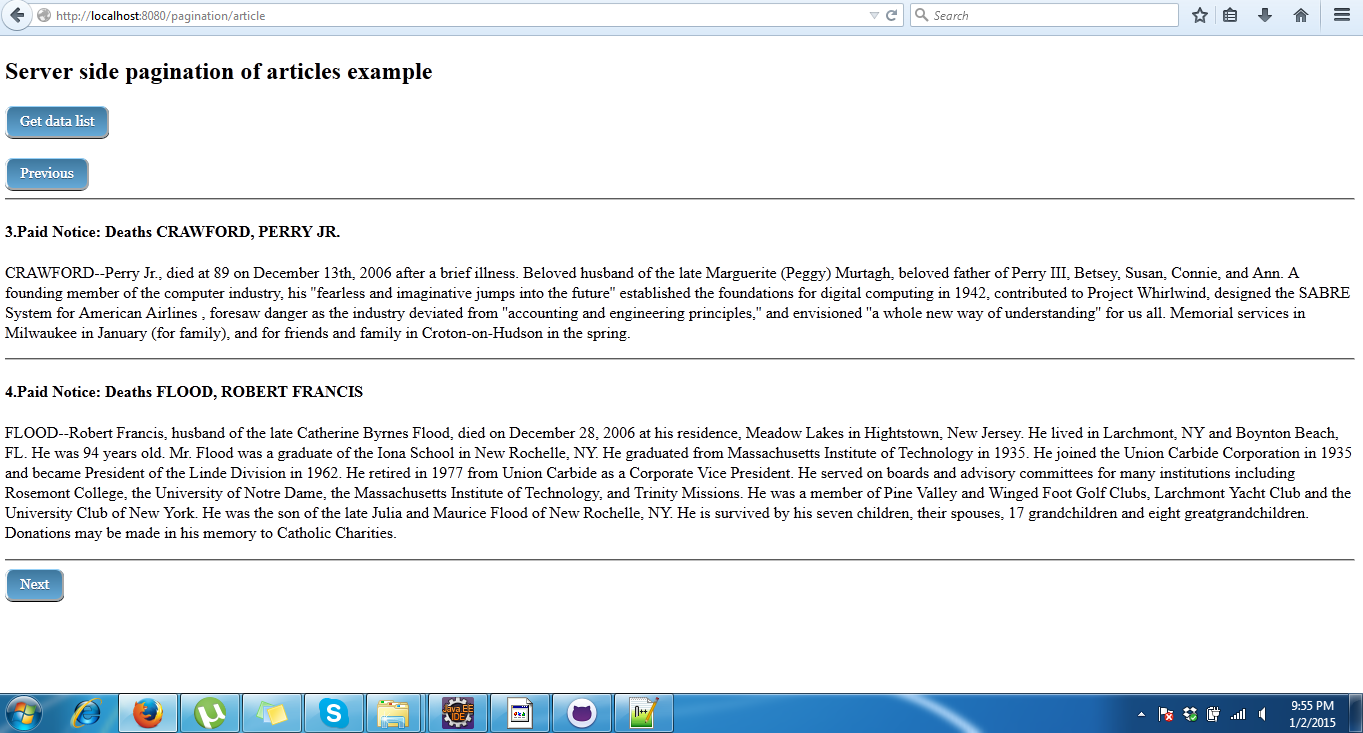 http://localhost:8080/pagination/article
Search
Server side pagination of articles example
Get data list
Previous
3.Paid Notice: Deaths CRAWFORD, PERRY JR.
CRAWFORD--Perry Jr., died at 89 on December 13th, 2006 after a brief illness. Beloved husband of the late Marguerite (Peggy) Murtagh, beloved father of Perry III, Betsey, Susan, Connie, and Ann. A
founding member of the computer industry, his "fearless and imaginative jumps into the future" established the foundations for digital computing in 1942, contributed to Project Whirlwind, designed the SABRE
System for American Airlines , foresaw danger as the industry deviated from "accounting and engineering principles," and envisioned "a whole new way of understanding" for us all. Memorial services in
Milwaukee in January (for family), and for friends and family in Croton-on-Hudson in the spring.
4.Paid Notice: Deaths FLOOD, ROBERT FRANCIS
FLOOD--Robert Francis, husband of the late Catherine Byrnes Flood, died on December 28, 2006 at his residence, Meadow Lakes in Hightstown, New Jersey. He lived in Larchmont, NY and Boynton Beach,
FL. He was 94 years old. Mr. Flood was a graduate of the Iona School in New Rochelle, NY. He graduated from Massachusetts Institute of Technology in 1935. He joined the Union Carbide Corporation in 1935
and became President of the Linde Division in 1962. He retired in 1977 from Union Carbide as a Corporate Vice President. He served on boards and advisory committees for many institutions including
Rosemont College, the University of Notre Dame, the Massachusetts Institute of Technology, and Trinity Missions. He was a member of Pine Valley and Winged Foot Golf Clubs, Larchmont Yacht Club and the
University Club of New York. He was the son of the late Julia and Maurice Flood of New Rochelle, NY. He is survived by his seven children, their spouses, 17 grandchildren and eight greatgrandchildren.
Donations may be made in his memory to Catholic Charities.
Next
Java EE
IDE
9:55 PM
1/2/2015